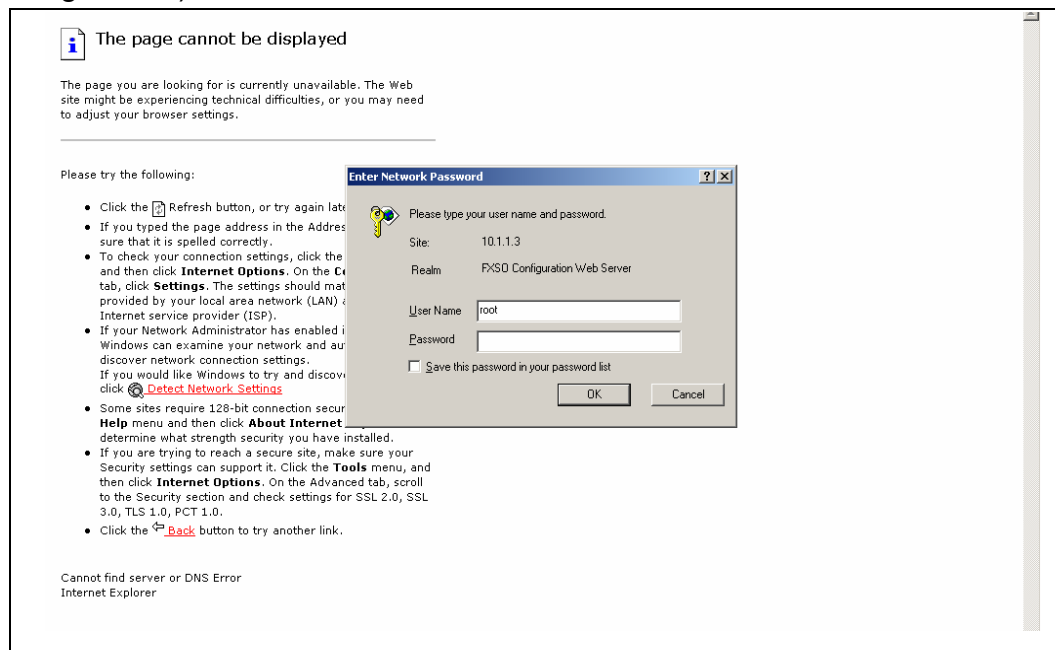 The page cannot be displayed
The page you are looking for is currently unavailable. The Web
site might be experiencing technical difficulties, or you may need
to adjust your browser settings.
Please try the following:
Click the Refresh button, or try again
If you typed the page address in the
sure that it is spelled correctly.
To check your connection settings, click the
and then click Internet Options. On the
tab, click Settings. The settings should
provided by your local area network (LAN)
Internet service provider (ISP).
If your Network Administrator has enabled
Windows can examine your network and
discover network connection settings.
If you would like Windows to try and
click Detect Network Settings
Some sites require 128-bit connection
Help menu and then click About Internet
determine what strength security you have installed.
If you are trying to reach a secure site, make sure your
Security settings can support it. Click the Tools menu, and
then click Internet Options. On the Advanced tab, scroll
to the Security section and check settings for SSL 2.0, SSL
3.0, TLS 1.0, PCT 1.0.
Click the Back button to try another link.
Cannot find server or DNS Error
Internet Explorer
Enter Network Password
Please type your user name and password.
Site: 10.1.1.3
Realm FXSO Configuration Web Server
User Name root
Password
Save this password in your password list
OK Cancel